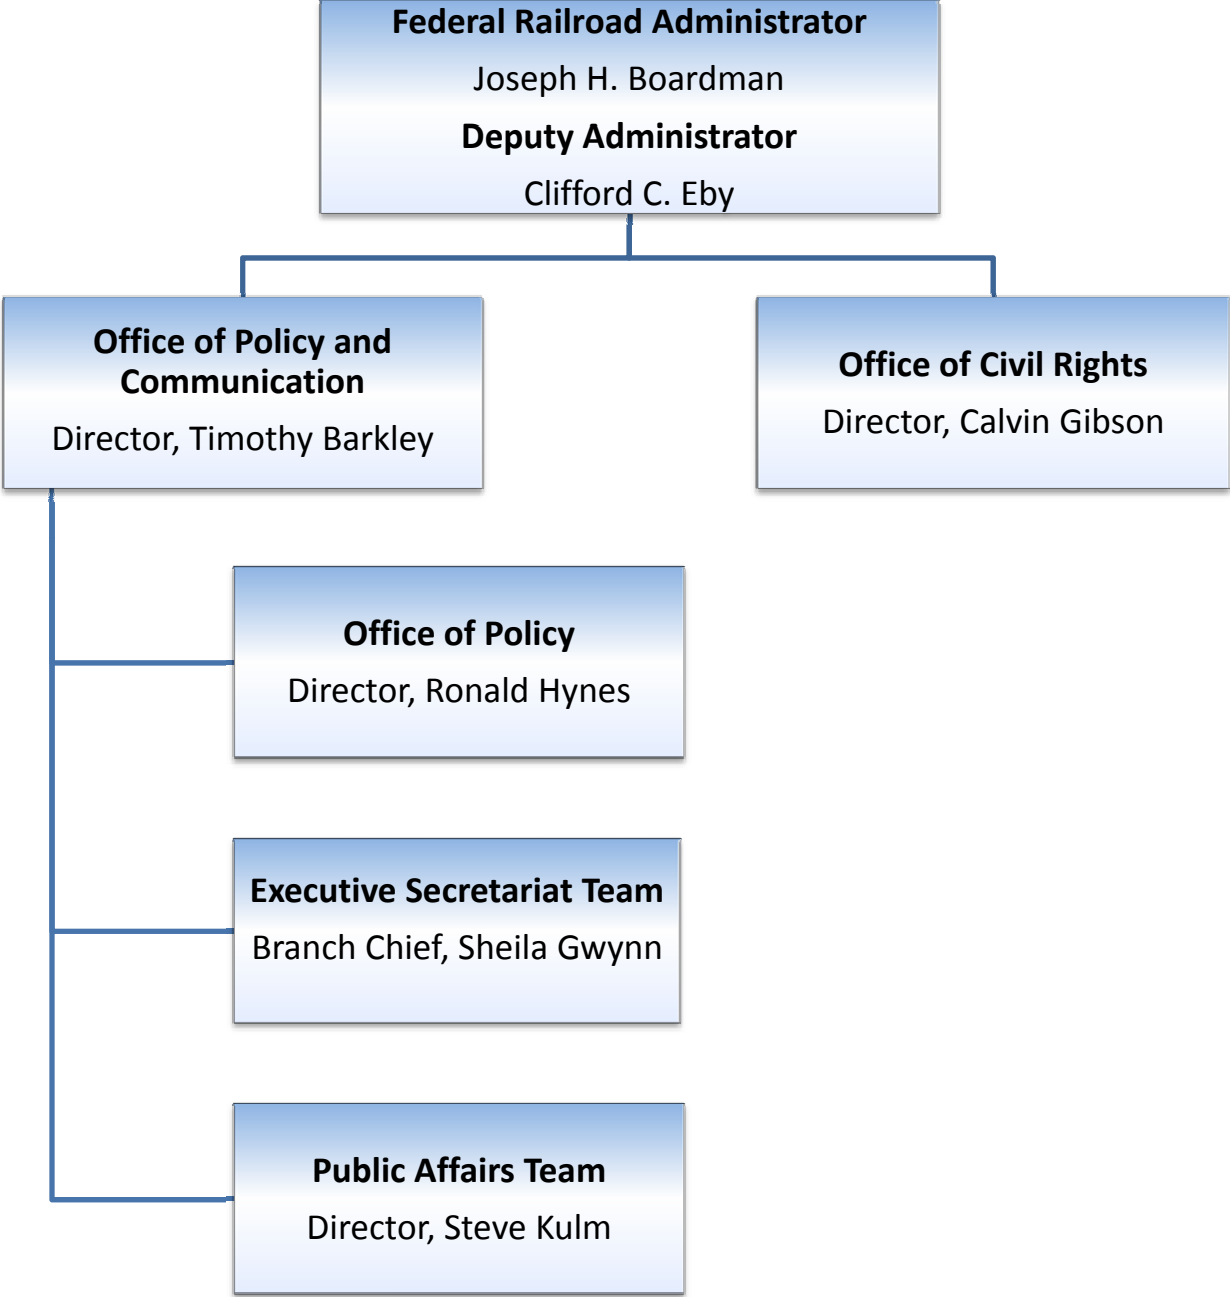 Federal Railroad Administrator
Joseph H. Boardman
Deputy Administrator
Clifford C. Eby
Office of Policy and
Communication
Director, Timothy Barkley
Office of Civil Rights
Director, Calvin Gibson
Office of Policy
Director, Ronald Hynes
Executive Secretariat Team
Branch Chief, Sheila Gwynn
Public Affairs Team
Director, Steve Kulm